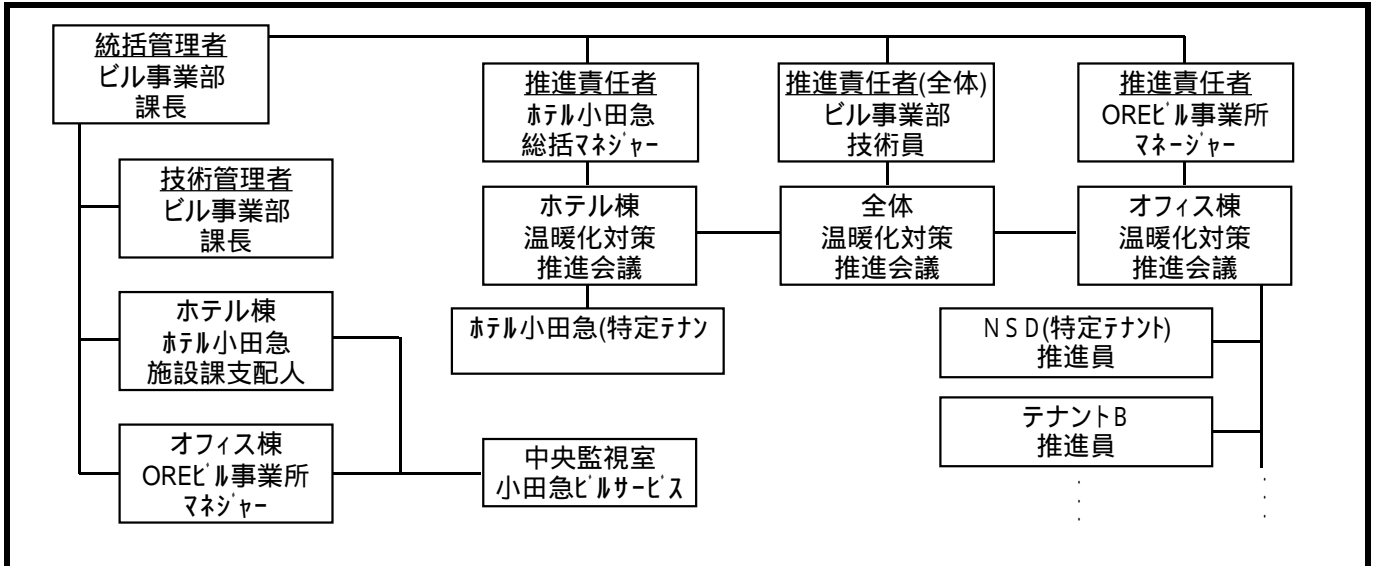 統括管理者
ビル事業部
課長
推進責任者
ﾎﾃﾙ小田急
総括ﾏﾈｼﾞｬｰ
推進責任者(全体)
ビル事業部
技術員
推進責任者
OREﾋﾞﾙ事業所
ﾏﾈｰｼﾞｬｰ
技術管理者
ビル事業部
課長
ホテル棟
温暖化対策
推進会議
全体
温暖化対策
推進会議
オフィス棟
温暖化対策
推進会議
ホテル棟
ﾎﾃﾙ小田急
施設課支配人
ﾎﾃﾙ小田急(特定ﾃﾅﾝ
ＮＳＤ(特定ﾃﾅﾝﾄ)
推進員
テナントB
推進員
オフィス棟
OREﾋﾞﾙ事業所
ﾏﾈｼﾞｬｰ
中央監視室
小田急ﾋﾞﾙｻｰﾋﾞｽ